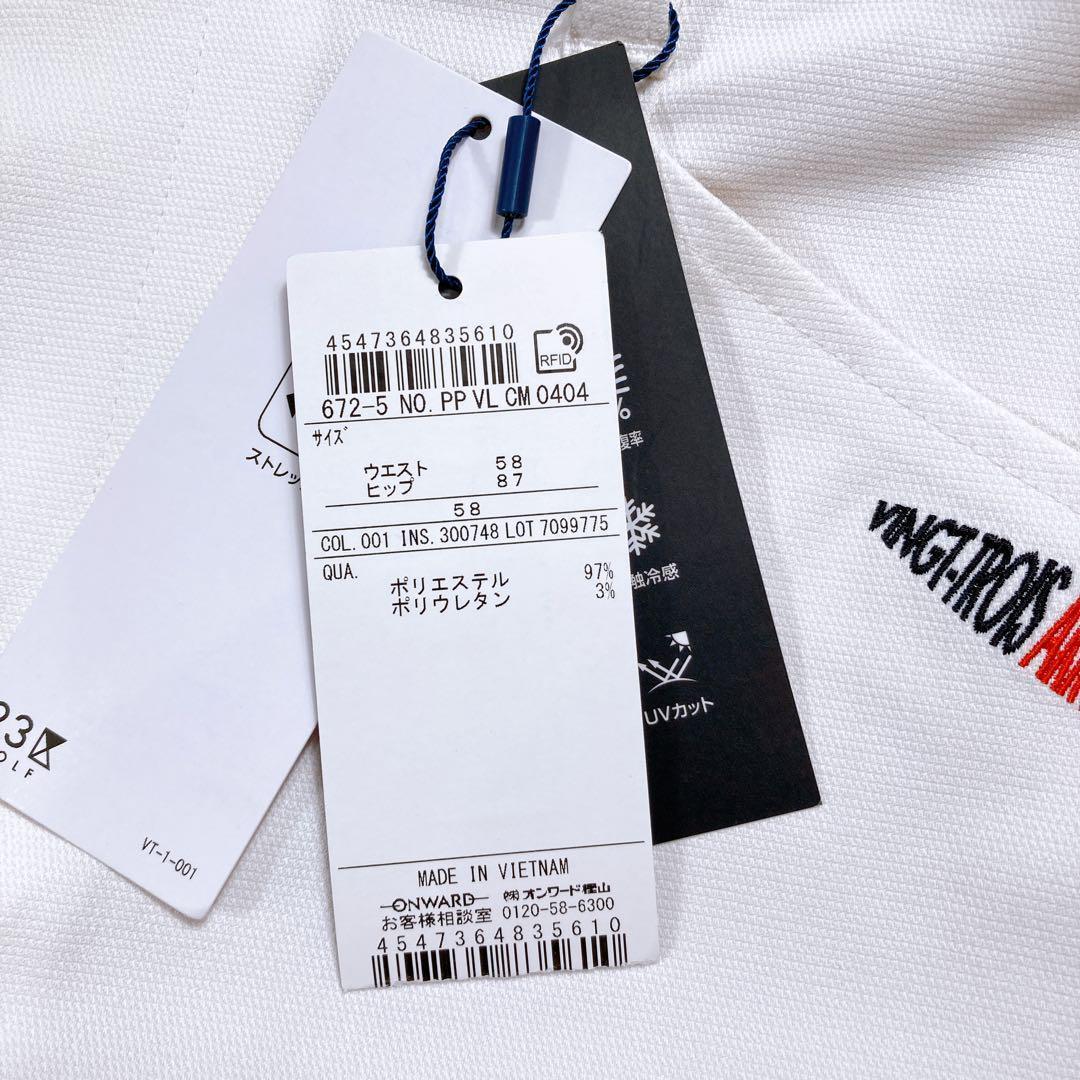 4547364835610
RFID
672-5 NO. PP VL CM 0404
サイズ
ウエスト 58
ヒップ 87
58
COL. 001 INS. 300748 LOT 7099775
QUA. ポリエステル 97%
ポリウレタン 3%
MADE IN VIETNAM
ONWARD ㈱オンワード樫山
お客様相談室 0120-58-6300
4547364835610
ストレッ
23
OLF
VT-1-001
%
復率
触冷感
UVカット
VINGT-TROIS